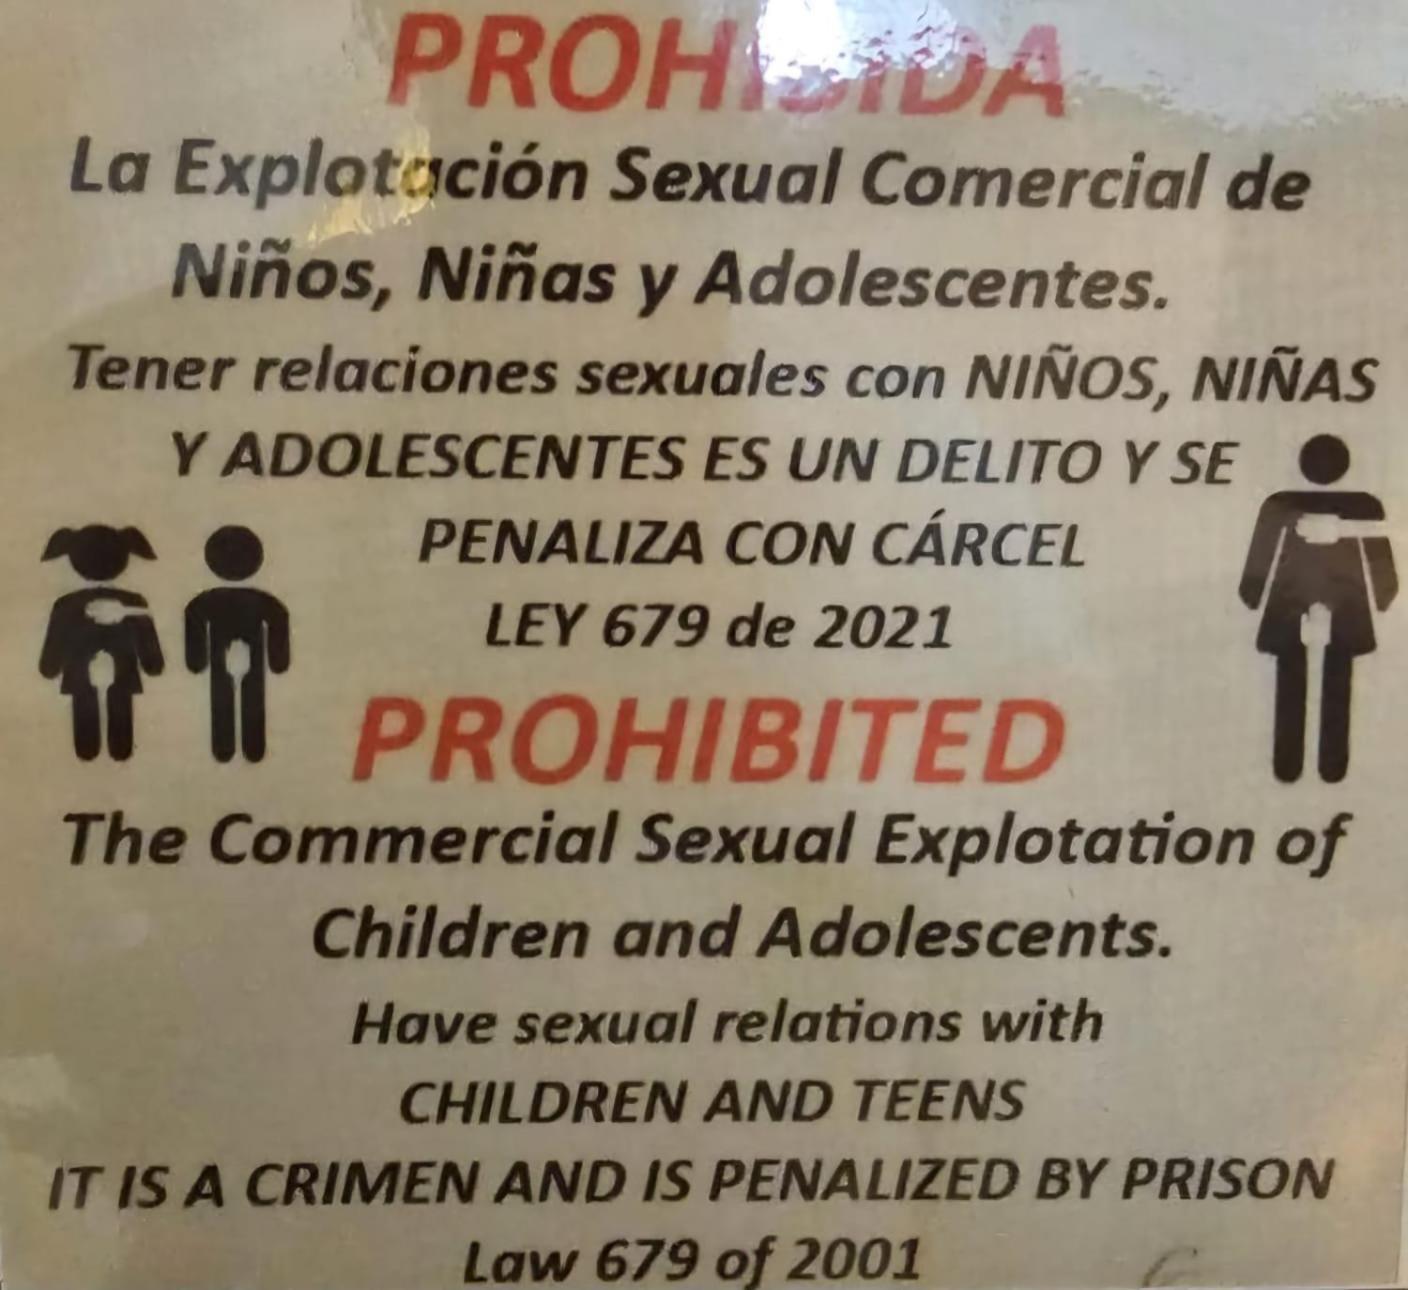 PROHIBIDA
La Explotación Sexual Comercial de
Niños, Niñas y Adolescentes.
Tener relaciones sexuales con NIÑOS, NIÑAS
Y ADOLESCENTES ES UN DELITO Y SE
PENALIZA CON CÁRCEL
LEY 679 de 2021
PROHIBITED
The Commercial Sexual Explotation of
Children and Adolescents.
Have sexual relations with
CHILDREN AND TEENS
IT IS A CRIMEN AND IS PENALIZED BY PRISON
Law 679 of 2001